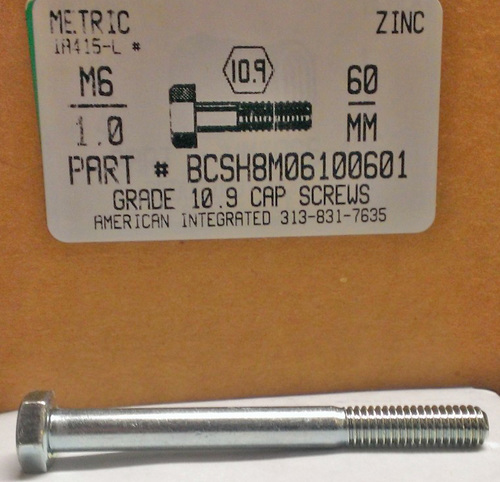 METRIC ZINC
1A415-L #
M6 10.9 60
1.0 MM
PART # BCSH8M06100601
GRADE 10.9 CAP SCREWS
AMERICAN INTEGRATED 313-831-7635